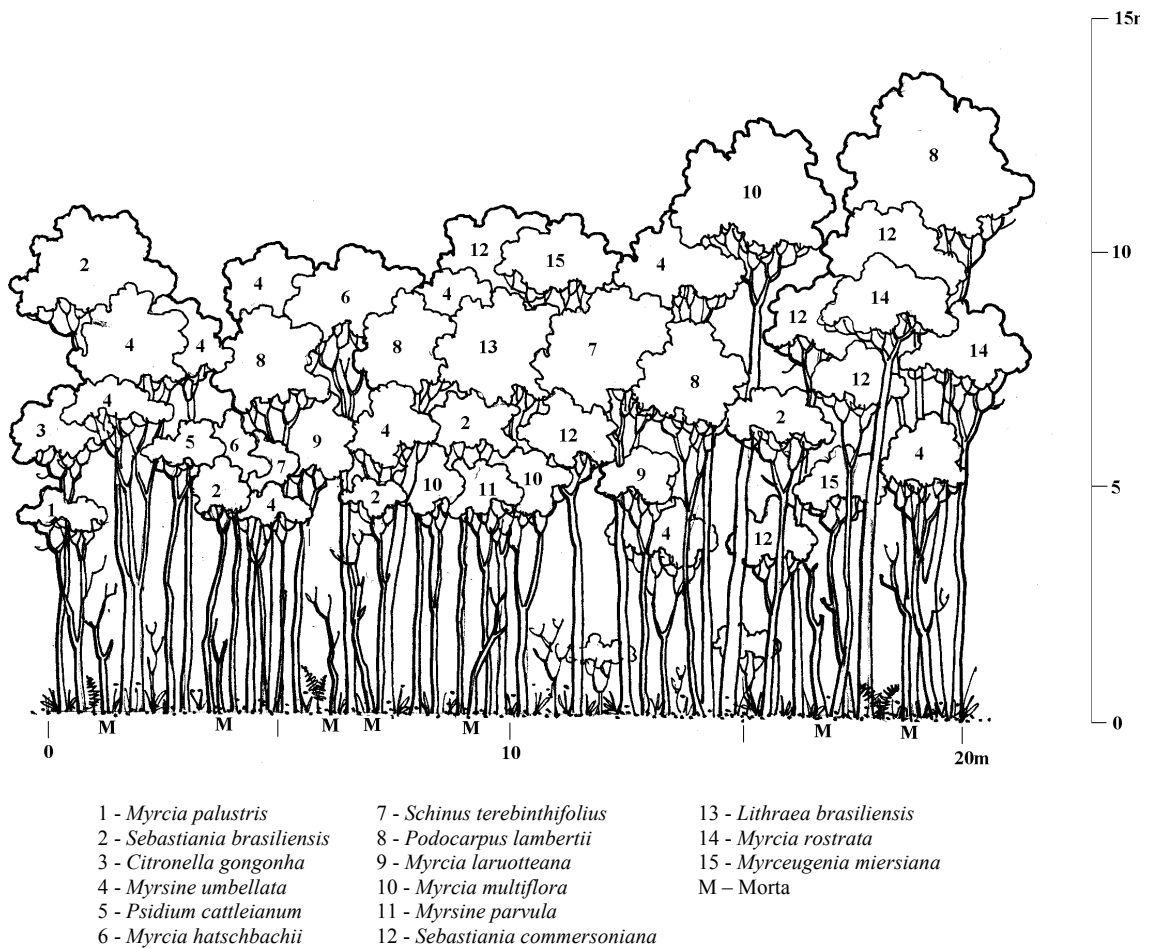 15m
8
10
12
2
4
6
4
12
15
4
10
14
12
4
4
8
8
13
7
8
12
14
4
3
5
6
7
9
4
2
12
2
4
1
2
4
2
10
11
10
9
15
5
4
12
0
M M M M M M M
0 10 20m
1 - Myrcia palustris
2 - Sebastiania brasiliensis
3 - Citronella gongonha
4 - Myrsine umbellata
5 - Psidium cattleianum
6 - Myrcia hatschbachii
7 - Schinus terebinthifolius
8 - Podocarpus lambertii
9 - Myrcia laruotteana
10 - Myrcia multiflora
11 - Myrsine parvula
12 - Sebastiania commersoniana
13 - Lithraea brasiliensis
14 - Myrcia rostrata
15 - Myrceugenia miersiana
M – Morta